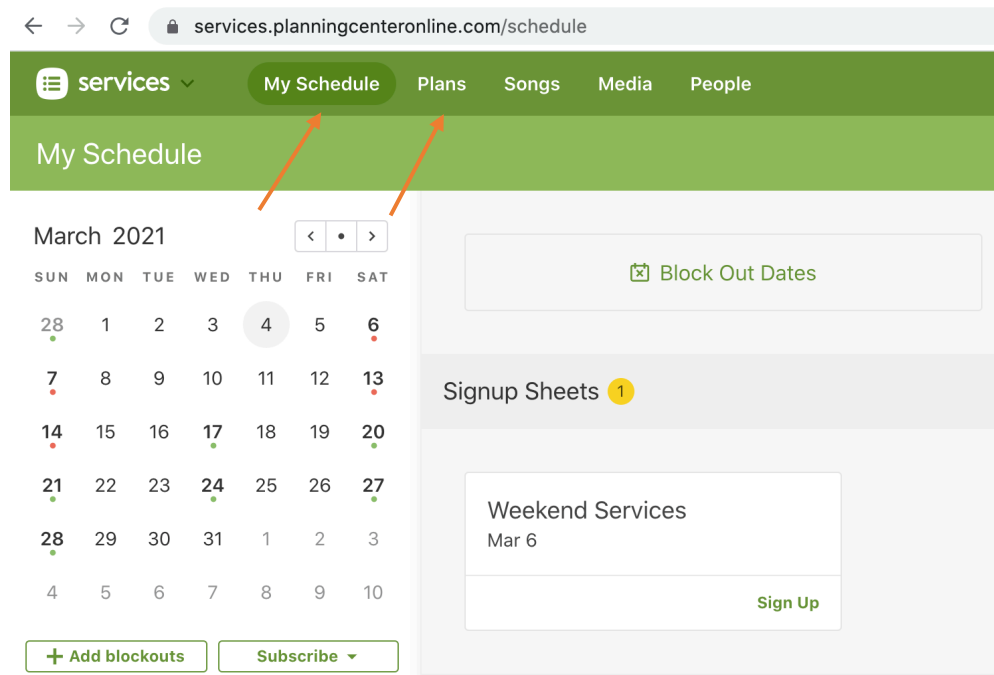 services.planningcenteronline.com/schedule
services My Schedule Plans Songs Media People
My Schedule
March 2021
SUN MON TUE WED THU FRI SAT
28 1 2 3 4 5 6
7 8 9 10 11 12 13
14 15 16 17 18 19 20
21 22 23 24 25 26 27
28 29 30 31 1 2 3
4 5 6 7 8 9 10
Add blockouts Subscribe
Block Out Dates
Signup Sheets 1
Weekend Services
Mar 6
Sign Up